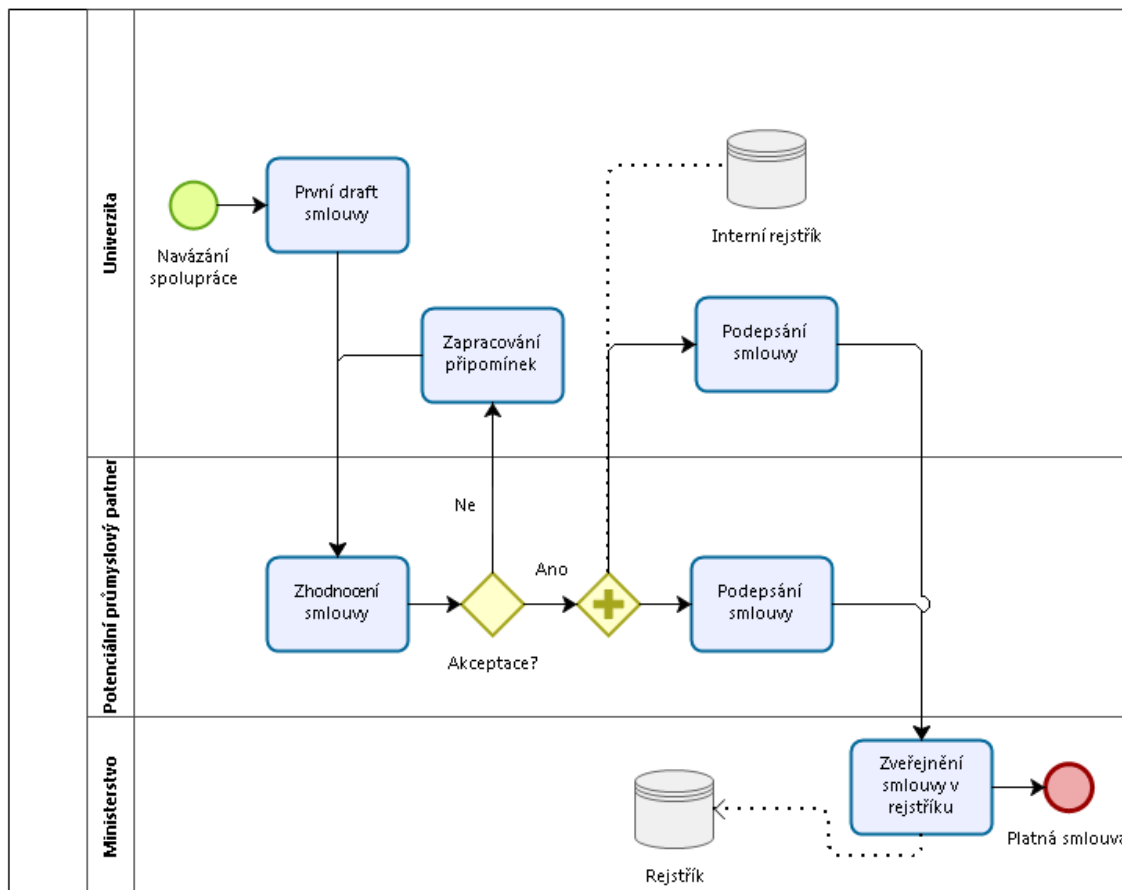 Univerzita
První draft
smlouvy
Navázání
spolupráce
Interní rejstřík
Zapracování
připomínek
Podepsání
smlouvy
Potenciální průmyslový partner
Ne
Ano
Zhodnocení
smlouvy
Akceptace?
Podepsání
smlouvy
Ministerstvo
Zveřejnění
smlouvy v
rejstříku
Platná smlouva
Rejstřík